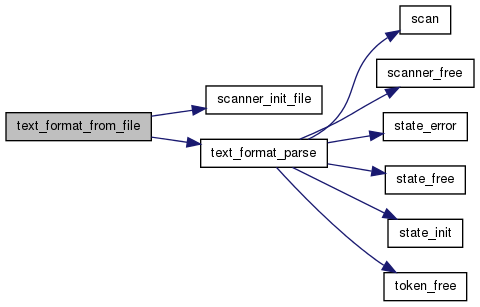 text_format_from_file
scanner_init_file
text_format_parse
scan
scanner_free
state_error
state_free
state_init
token_free